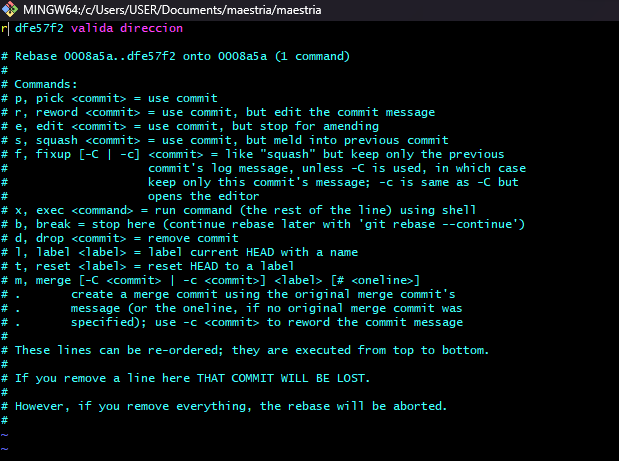 MINGW64:/c/Users/USER/Documents/maestria/maestria
r dfe57f2 valida direccion
# Rebase 0008a5a..dfe57f2 onto 0008a5a (1 command)
#
# Commands:
# p, pick <commit> = use commit
# r, reword <commit> = use commit, but edit the commit message
# e, edit <commit> = use commit, but stop for amending
# s, squash <commit> = use commit, but meld into previous commit
# f, fixup [-C | -c] <commit> = like "squash" but keep only the previous
#                    commit's log message, unless -C is used, in which case
#                    keep only this commit's message; -c is same as -C but
#                    opens the editor
# x, exec <command> = run command (the rest of the line) using shell
# b, break = stop here (continue rebase later with 'git rebase --continue')
# d, drop <commit> = remove commit
# l, label <label> = label current HEAD with a name
# t, reset <label> = reset HEAD to a label
# m, merge [-C <commit> | -c <commit>] <label> [# <oneline>]
# .       create a merge commit using the original merge commit's
# .       message (or the oneline, if no original merge commit was
# .       specified); use -c <commit> to reword the commit message
#
# These lines can be re-ordered; they are executed from top to bottom.
#
# If you remove a line here THAT COMMIT WILL BE LOST.
#
# However, if you remove everything, the rebase will be aborted.
#
~
~